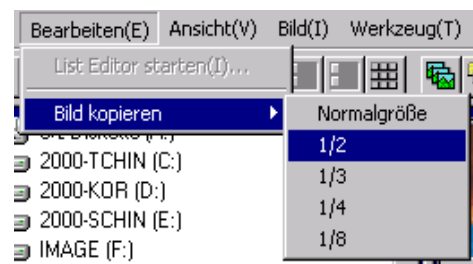 Bearbeiten(E) Ansicht(V) Bild(I) Werkzeug(T)
List Editor starten(I)...
Bild kopieren
Normalgröße
1/2
1/3
1/4
1/8
2000-TCHIN (C:)
2000-KOR (D:)
2000-SCHIN (E:)
IMAGE (F:)